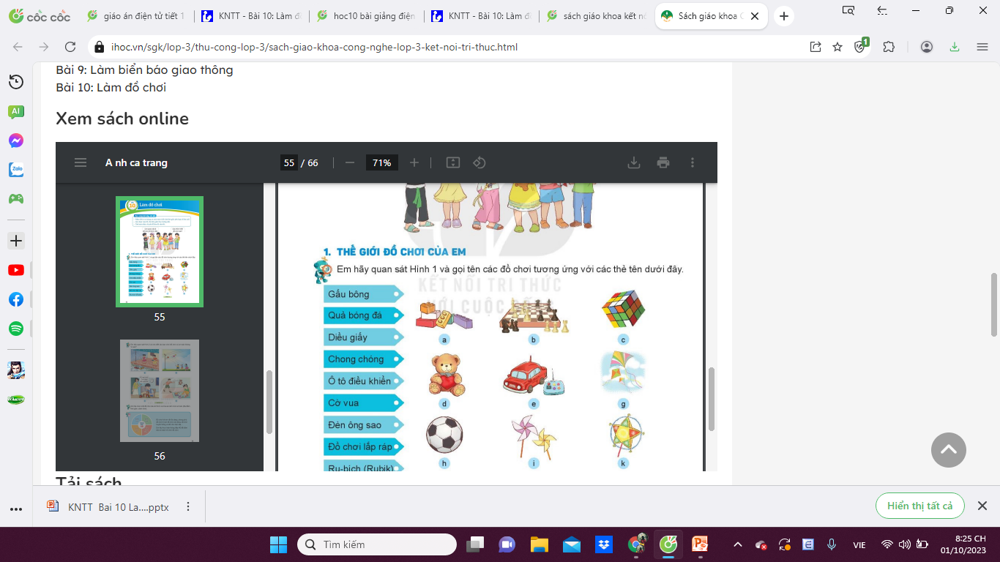 cốc cốc
giáo án điện tử tiết 1
KNTT - Bài 10: Làm đ
hoc10 bài giảng điện
KNTT - Bài 10: Làm đ
sách giáo khoa kết nố
Sách giáo khoa C
ihoc.vn/sgk/lop-3/thu-cong-lop-3/sach-giao-khoa-cong-nghe-lop-3-ket-noi-tri-thuc.html
1
Bài 9: Làm biển báo giao thông
Bài 10: Làm đồ chơi
Xem sách online
A nh ca trang
55 / 66
71%
AI
Zalo
10
Làm đồ chơi
55
56
1. THẾ GIỚI ĐỒ CHƠI CỦA EM
Em hãy quan sát Hình 1 và gọi tên các đồ chơi tương ứng với các thẻ tên dưới đây.
KẾT NỐI TRI THỨC
VỚI CUỘC SỐNG
Gấu bông
Quả bóng đá
Diều giấy
Chong chóng
Ô tô điều khiển
Cờ vua
Đèn ông sao
Đồ chơi lắp ráp
Ru-bích (Rubik)
a
b
c
d
e
g
h
i
k
Tải sách
KNTT Bai 10 La....pptx
Hiển thị tất cả
Tìm kiếm
VIE
8:25 CH
01/10/2023